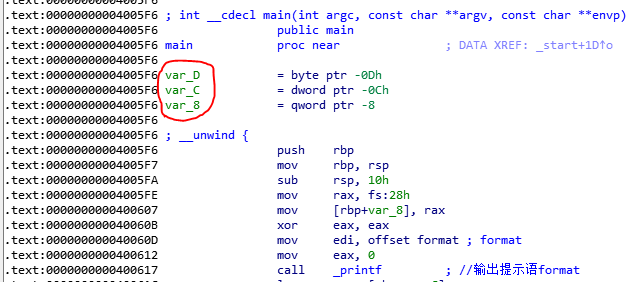 .text:00000000004005F6
.text:00000000004005F6 ; int __cdecl main(int argc, const char **argv, const char **envp)
.text:00000000004005F6 public main
.text:00000000004005F6 main proc near ; DATA XREF: _start+1D↑o
.text:00000000004005F6
.text:00000000004005F6 var_D = byte ptr -0Dh
.text:00000000004005F6 var_C = dword ptr -0Ch
.text:00000000004005F6 var_8 = qword ptr -8
.text:00000000004005F6
.text:00000000004005F6 ; __unwind {
.text:00000000004005F6 push rbp
.text:00000000004005F7 mov rbp, rsp
.text:00000000004005FA sub rsp, 10h
.text:00000000004005FE mov rax, fs:28h
.text:0000000000400607 mov [rbp+var_8], rax
.text:000000000040060B xor eax, eax
.text:000000000040060D mov edi, offset format ; format
.text:0000000000400612 mov eax, 0
.text:0000000000400617 call _printf ; //输出提示语format